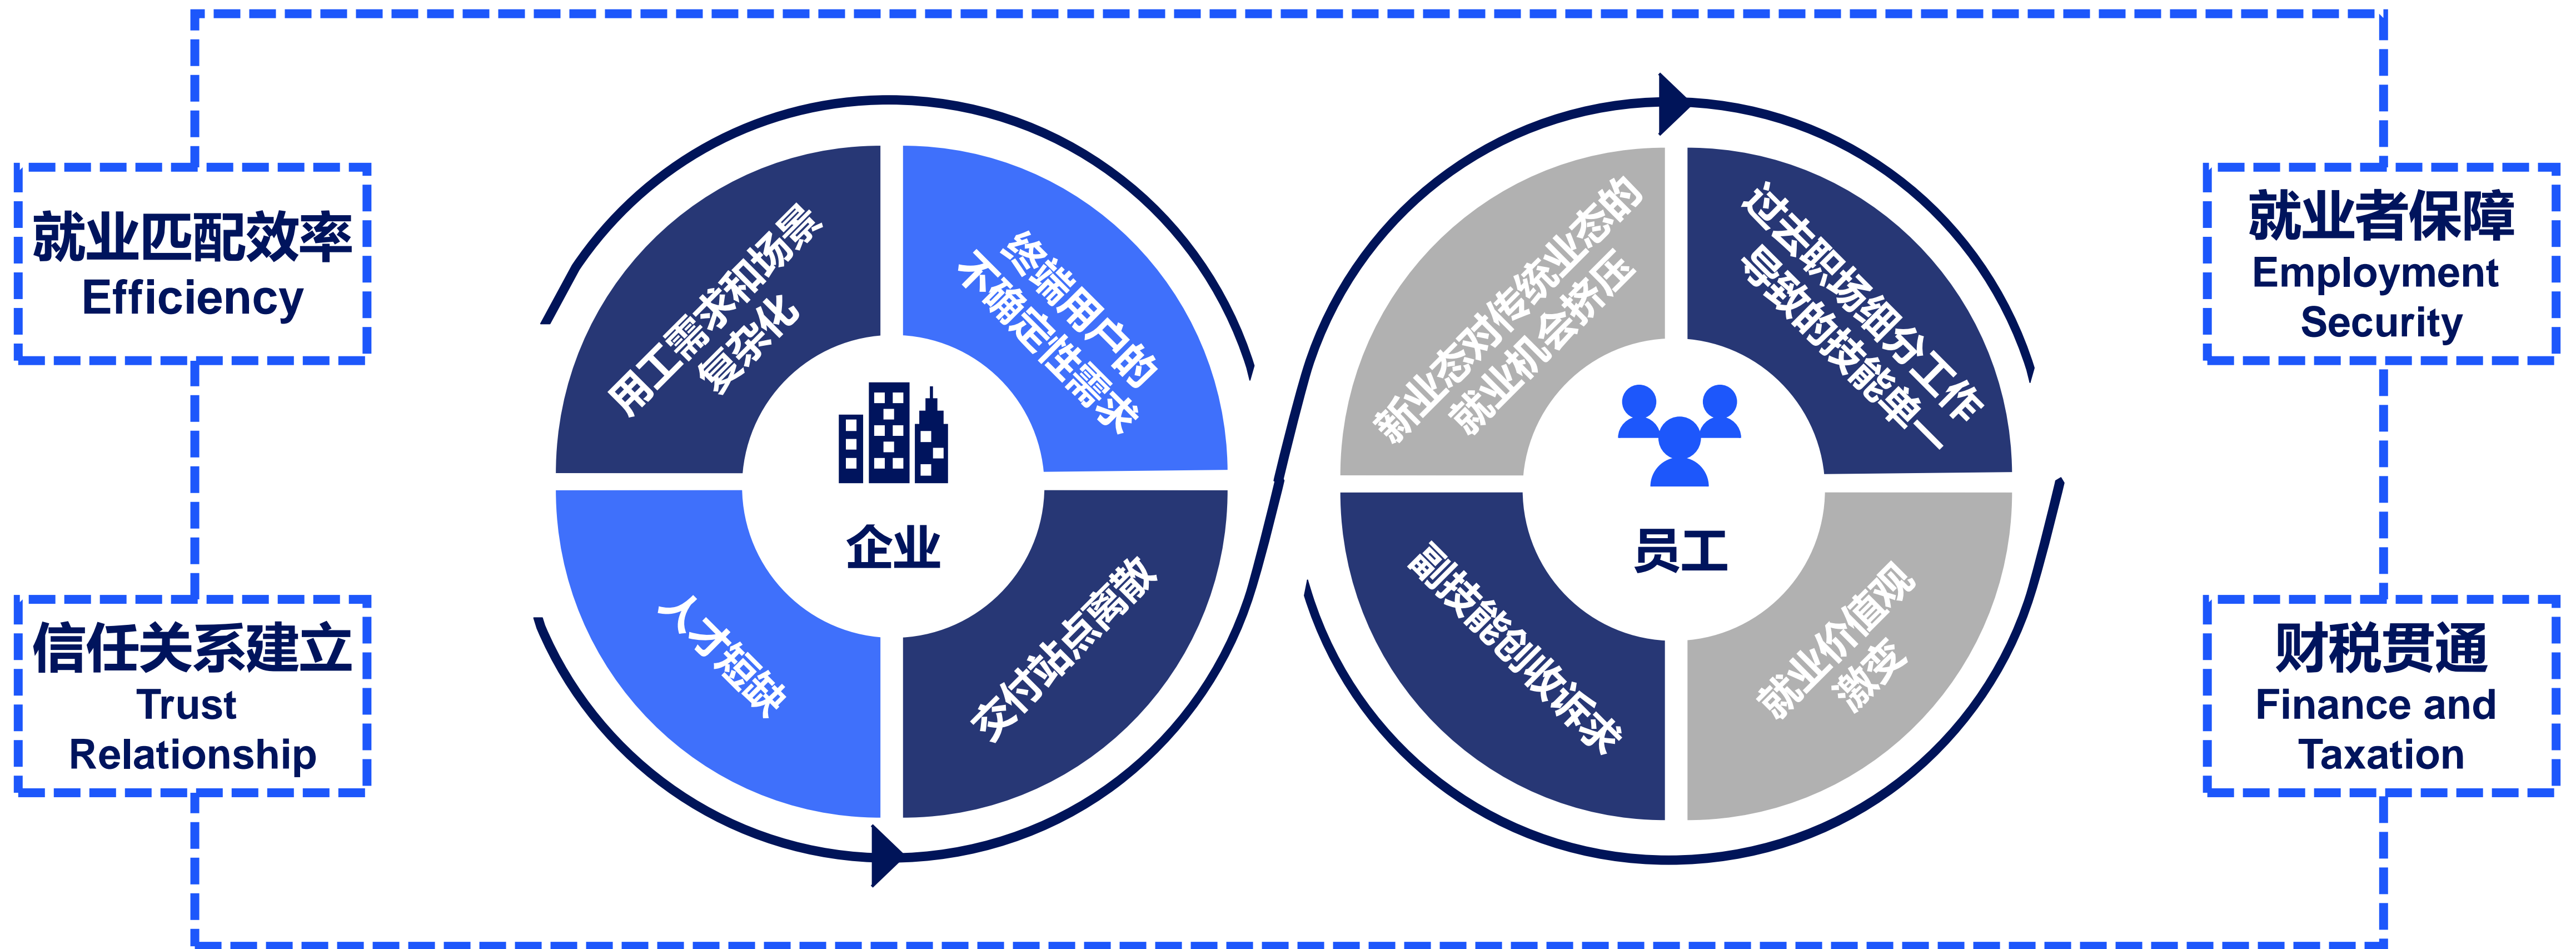 就业匹配效率
Efficiency
信任关系建立
Trust
Relationship
用工需求和场景
复杂化
终端用户的
不确定性需求
企业
人才短缺
交付站点离散
新业态对传统业态的
就业机会挤压
过去职场细分工作
导致的技能单一
员工
副技能创收诉求
就业价值观
激变
就业者保障
Employment
Security
财税贯通
Finance and
Taxation